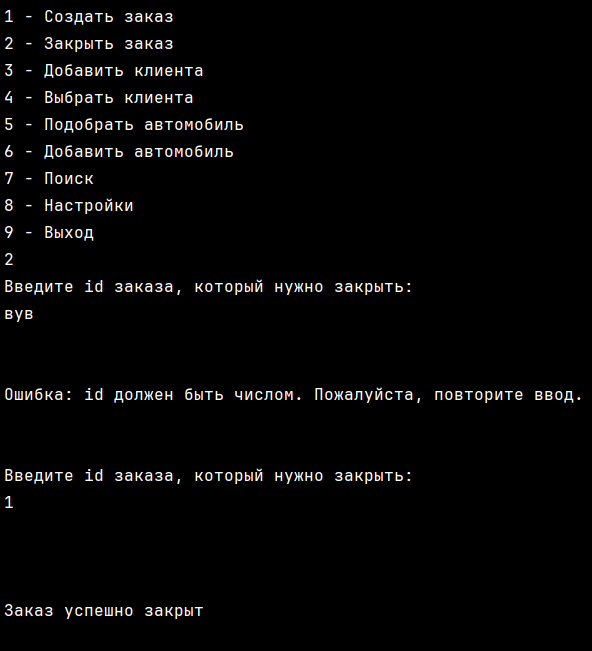 1 - Создать заказ
2 - Закрыть заказ
3 - Добавить клиента
4 - Выбрать клиента
5 - Подобрать автомобиль
6 - Добавить автомобиль
7 - Поиск
8 - Настройки
9 - Выход
2
Введите id заказа, который нужно закрыть:
вув
Ошибка: id должен быть числом. Пожалуйста, повторите ввод.
Введите id заказа, который нужно закрыть:
1
Заказ успешно закрыт